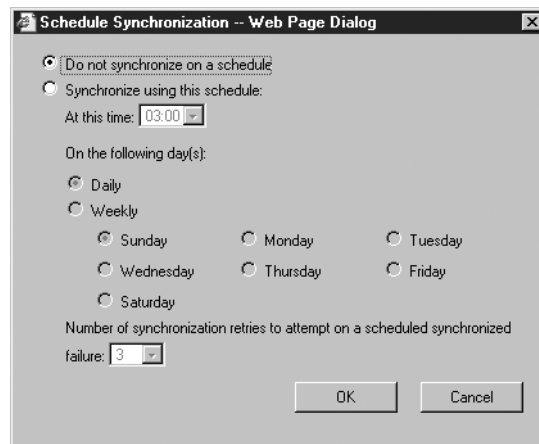 Schedule Synchronization -- Web Page Dialog
Do not synchronize on a schedule
Synchronize using this schedule:
At this time: 03:00
On the following day(s):
Daily
Weekly
Sunday Monday Tuesday
Wednesday Thursday Friday
Saturday
Number of synchronization retries to attempt on a scheduled synchronized
failure: 3
OK Cancel